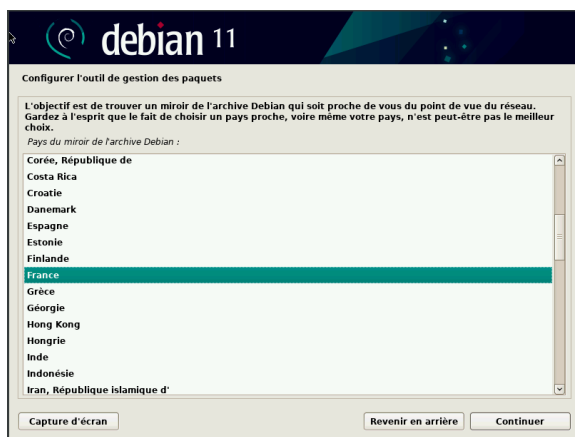 debian 11
Configurer l'outil de gestion des paquets
L'objectif est de trouver un miroir de l'archive Debian qui soit proche de vous du point de vue du réseau.
Gardez à l'esprit que le fait de choisir un pays proche, voire même votre pays, n'est peut-être pas le meilleur
choix.
Pays du miroir de l'archive Debian :
Corée, République de
Costa Rica
Croatie
Danemark
Espagne
Estonie
Finlande
France
Grèce
Géorgie
Hong Kong
Hongrie
Inde
Indonésie
Iran, République islamique d'
Capture d'écran
Revenir en arrière
Continuer